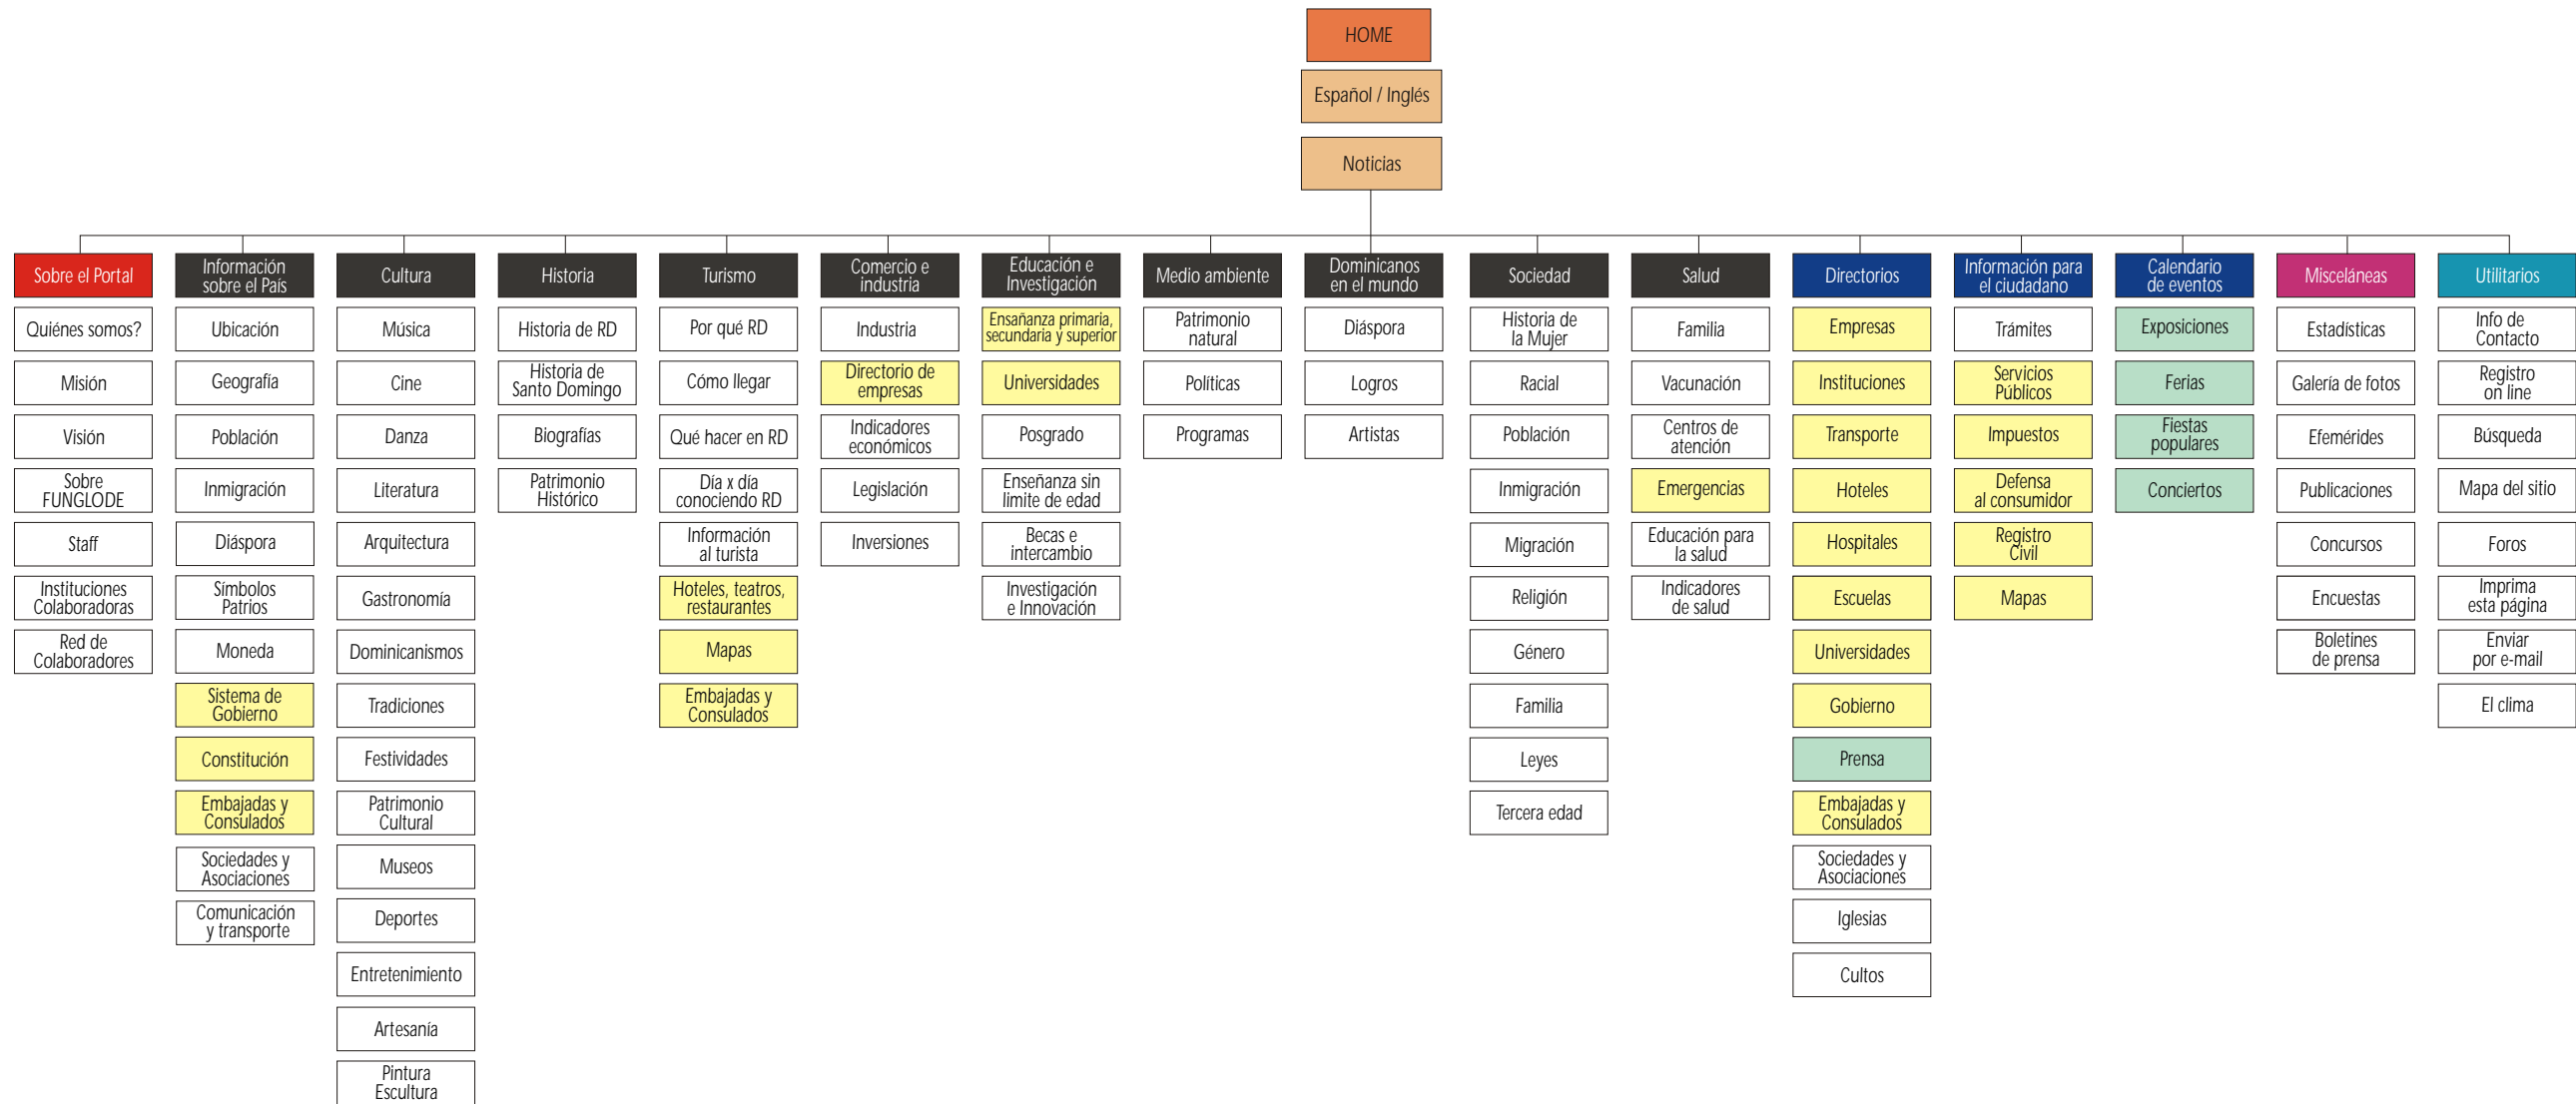 HOME
Español / Inglés
Noticias
Sobre el Portal
Quiénes somos?
Misión
Visión
Sobre
FUNGLODE
Staff
Instituciones
Colaboradoras
Red de
Colaboradores
Información
sobre el País
Ubicación
Geografía
Población
Inmigración
Diáspora
Símbolos
Patrios
Moneda
Sistema de
Gobierno
Constitución
Embajadas y
Consulados
Sociedades y
Asociaciones
Comunicación
y transporte
Cultura
Música
Cine
Danza
Literatura
Arquitectura
Gastronomía
Dominicanismos
Tradiciones
Festividades
Patrimonio
Cultural
Museos
Deportes
Entretenimiento
Artesanía
Pintura
Escultura
Historia
Historia de RD
Historia de
Santo Domingo
Biografías
Patrimonio
Histórico
Turismo
Por qué RD
Cómo llegar
Qué hacer en RD
Día x día
conociendo RD
Información
al turista
Hoteles, teatros,
restaurantes
Mapas
Embajadas y
Consulados
Comercio e
industria
Industria
Directorio de
empresas
Indicadores
económicos
Legislación
Inversiones
Educación e
Investigación
Ensañanza primaria,
secundaria y superior
Universidades
Posgrado
Enseñanza sin
limite de edad
Becas e
intercambio
Investigación
e Innovación
Medio ambiente
Patrimonio
natural
Políticas
Programas
Dominicanos
en el mundo
Diáspora
Logros
Artistas
Sociedad
Historia de
la Mujer
Racial
Población
Inmigración
Migración
Religión
Género
Familia
Leyes
Tercera edad
Salud
Familia
Vacunación
Centros de
atención
Emergencias
Educación para
la salud
Indicadores
de salud
Directorios
Empresas
Instituciones
Transporte
Hoteles
Hospitales
Escuelas
Universidades
Gobierno
Prensa
Embajadas y
Consulados
Sociedades y
Asociaciones
Iglesias
Cultos
Información para
el ciudadano
Trámites
Servicios
Públicos
Impuestos
Defensa
al consumidor
Registro
Civil
Mapas
Calendario
de eventos
Exposiciones
Ferias
Fiestas
populares
Conciertos
Misceláneas
Estadísticas
Galería de fotos
Efemérides
Publicaciones
Concursos
Encuestas
Boletines
de prensa
Utilitarios
Info de
Contacto
Registro
on line
Búsqueda
Mapa del sitio
Foros
Imprima
esta página
Enviar
por e-mail
El clima